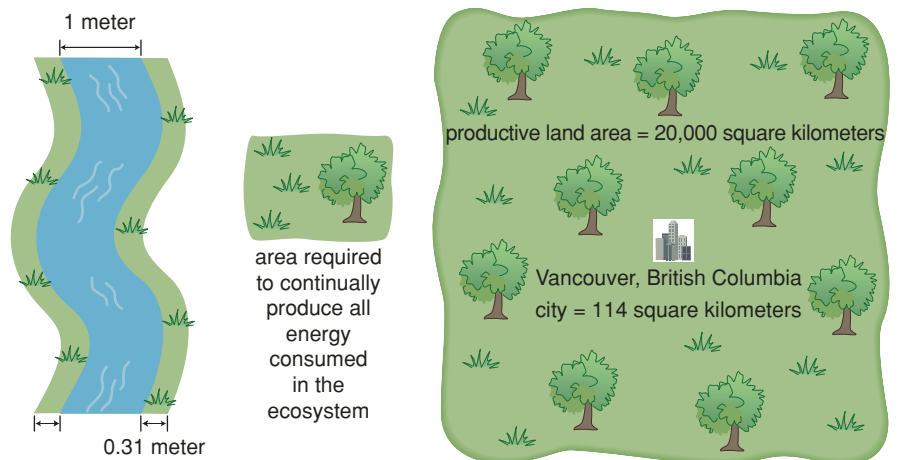 1 meter
0.31 meter
area required
to continually
produce all
energy
consumed
in the
ecosystem
productive land area = 20,000 square kilometers
Vancouver, British Columbia
city = 114 square kilometers